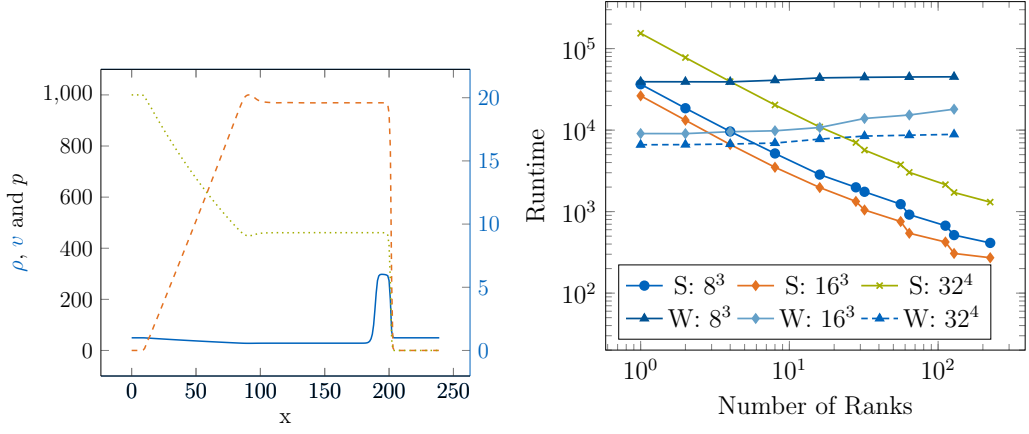 1,000
800
600
400
200
0
ρ, v and p
20
15
10
5
0
0 50 100 150 200 250
x
10^5
10^4
10^3
10^2
Runtime
S: 8^3 S: 16^3 S: 32^4
W: 8^3 W: 16^3 W: 32^4
10^0 10^1 10^2
Number of Ranks